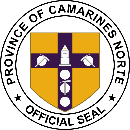 PROVINCE OF CAMARINES NORTE
OFFICIAL SEAL